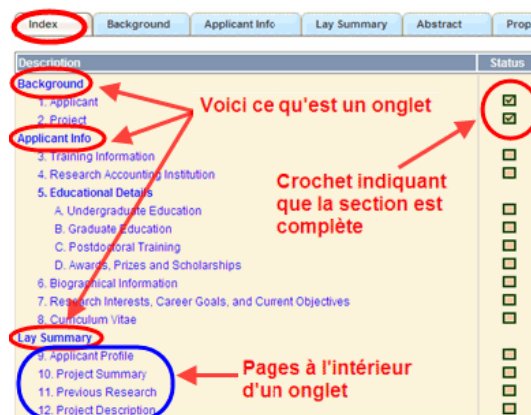 Index Background Applicant Info Lay Summary Abstract Prop
Description Status
Background
1. Applicant
Voici ce qu'est un onglet
2. Project
Applicant Info
3. Training Information
4. Research Accounting Institution
Crochet indiquant
5. Educational Details
que la section est
A. Undergraduate Education
complète
B. Graduate Education
C. Postdoctoral Training
D. Awards, Prizes and Scholarships
6. Biographical Information
7. Research Interests, Career Goals, and Current Objectives
8. Curriculum Vitae
Lay Summary
9. Applicant Profile
10. Project Summary
Pages à l'intérieur
11. Previous Research
d'un onglet
12. Project Description